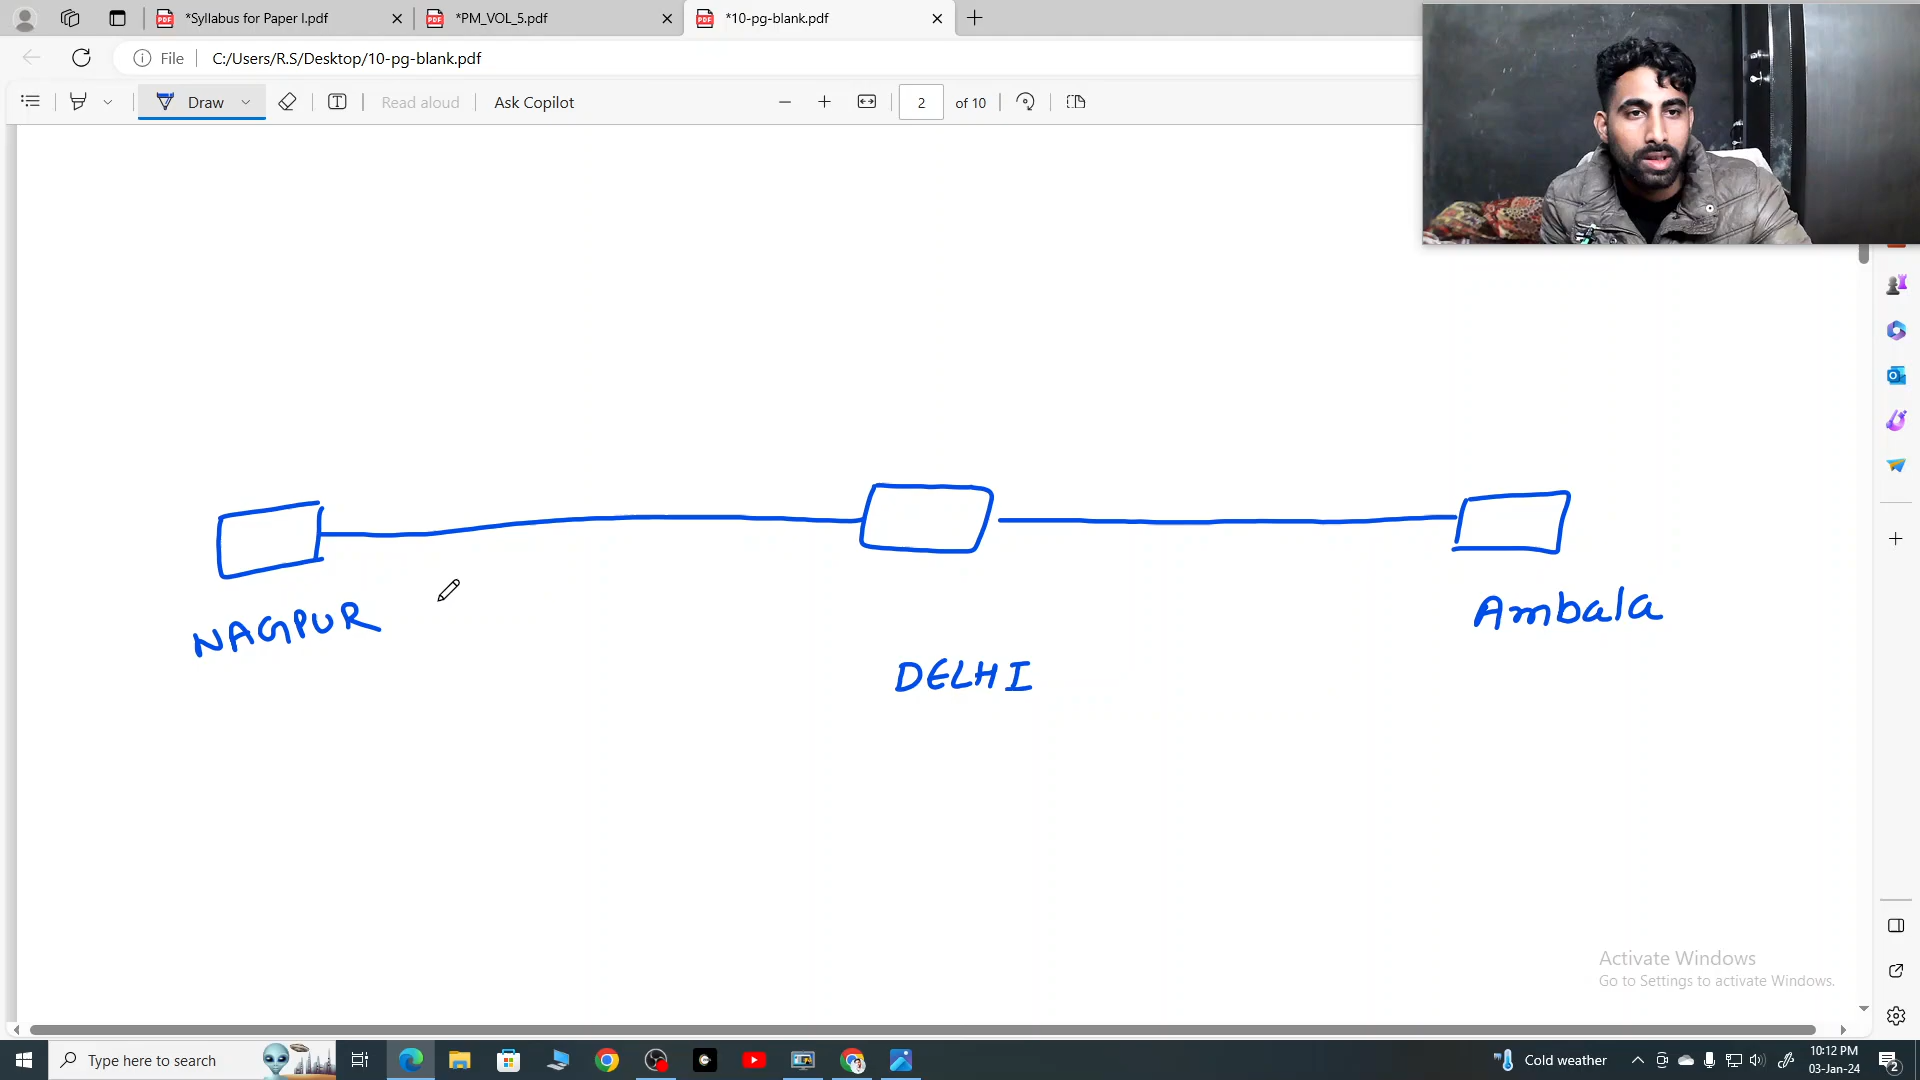 *Syllabus for Paper I.pdf
*PM_VOL_5.pdf
*10-pg-blank.pdf
File C:/Users/R.S/Desktop/10-pg-blank.pdf
Draw Read aloud Ask Copilot 2 of 10
NAGPUR
Ambala
DELHI
Activate Windows
Go to Settings to activate Windows.
Type here to search
Cold weather
10:12 PM
03-Jan-24
2